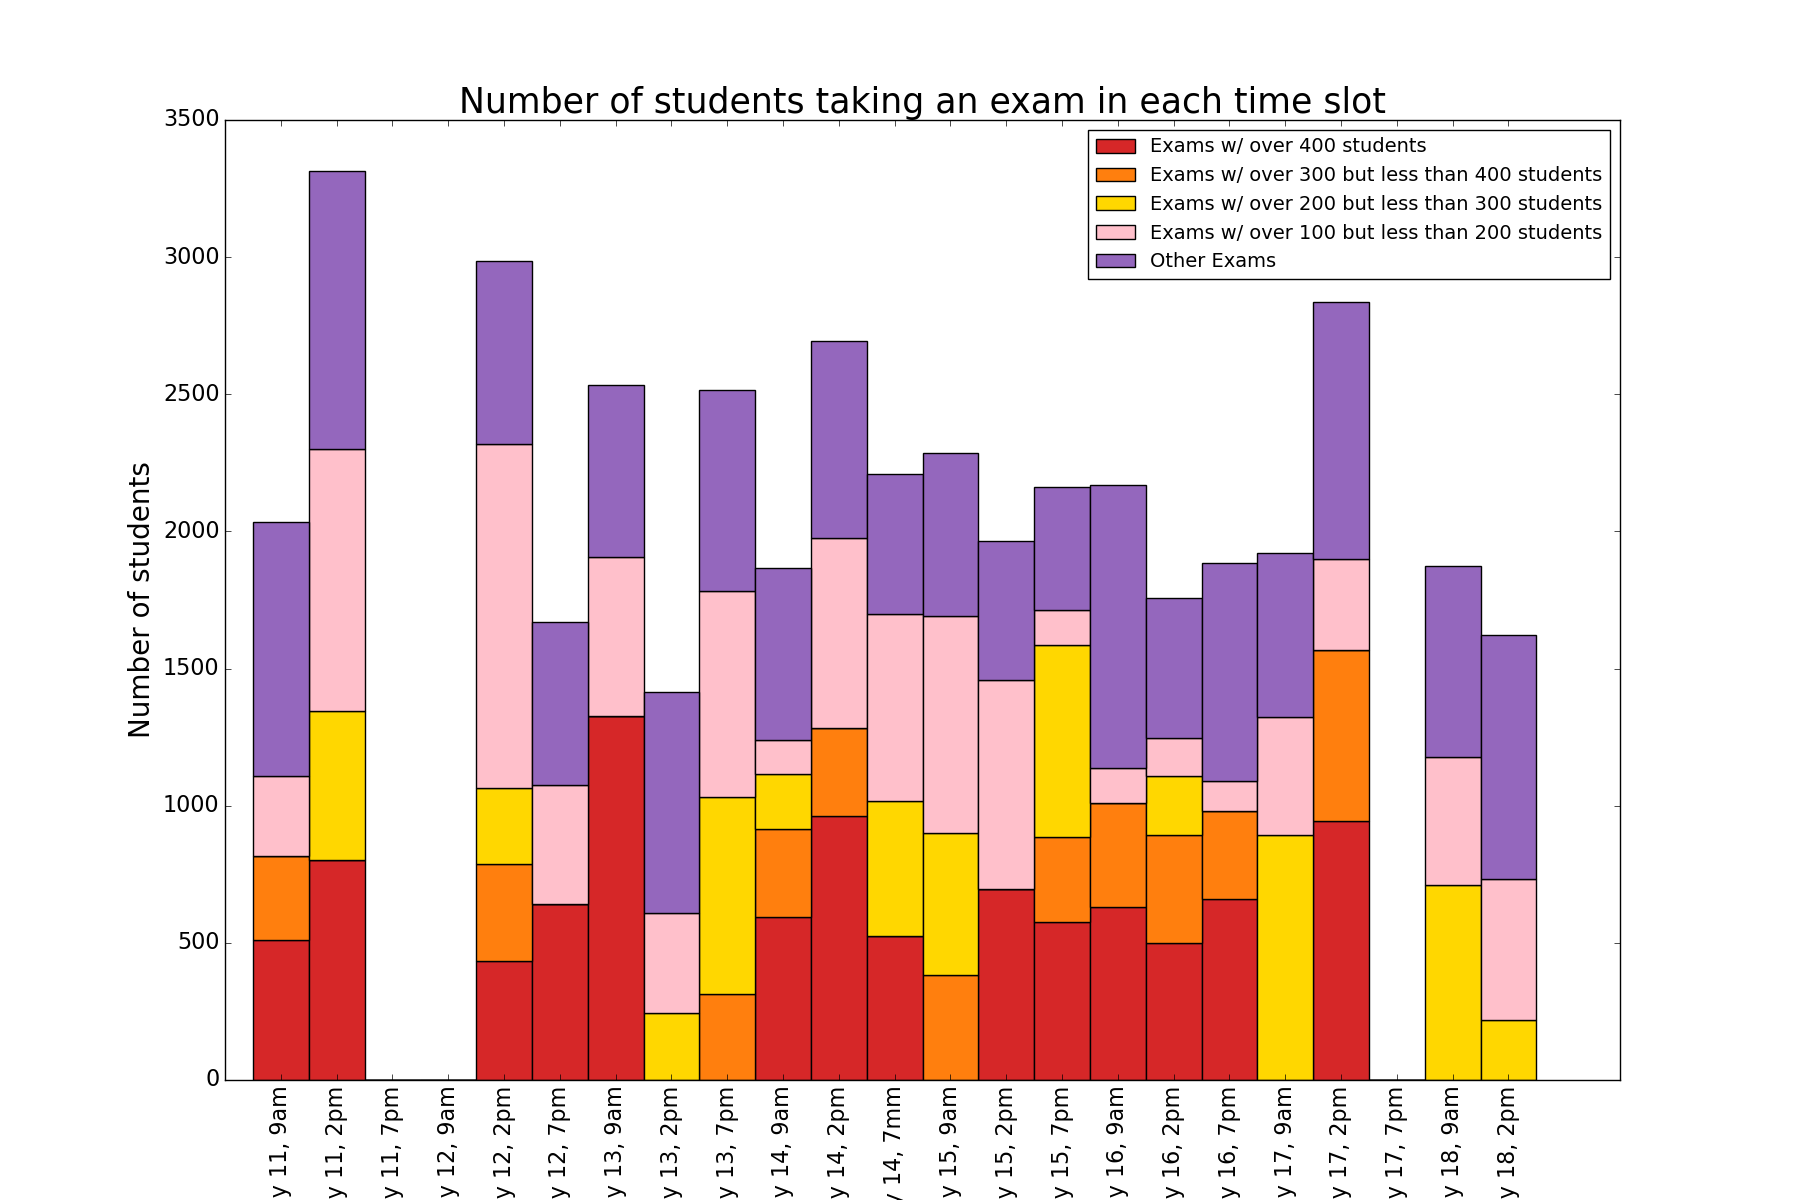 Number of students taking an exam in each time slot
3500
3000
2500
2000
1500
1000
500
0
Number of students
Exams w/ over 400 students
Exams w/ over 300 but less than 400 students
Exams w/ over 200 but less than 300 students
Exams w/ over 100 but less than 200 students
Other Exams
y 11, 9am
y 11, 2pm
y 11, 7pm
y 12, 9am
y 12, 2pm
y 12, 7pm
y 13, 9am
y 13, 2pm
y 13, 7pm
y 14, 9am
y 14, 2pm
y 14, 7mm
y 15, 9am
y 15, 2pm
y 15, 7pm
y 16, 9am
y 16, 2pm
y 16, 7pm
y 17, 9am
y 17, 2pm
y 17, 7pm
y 18, 9am
y 18, 2pm